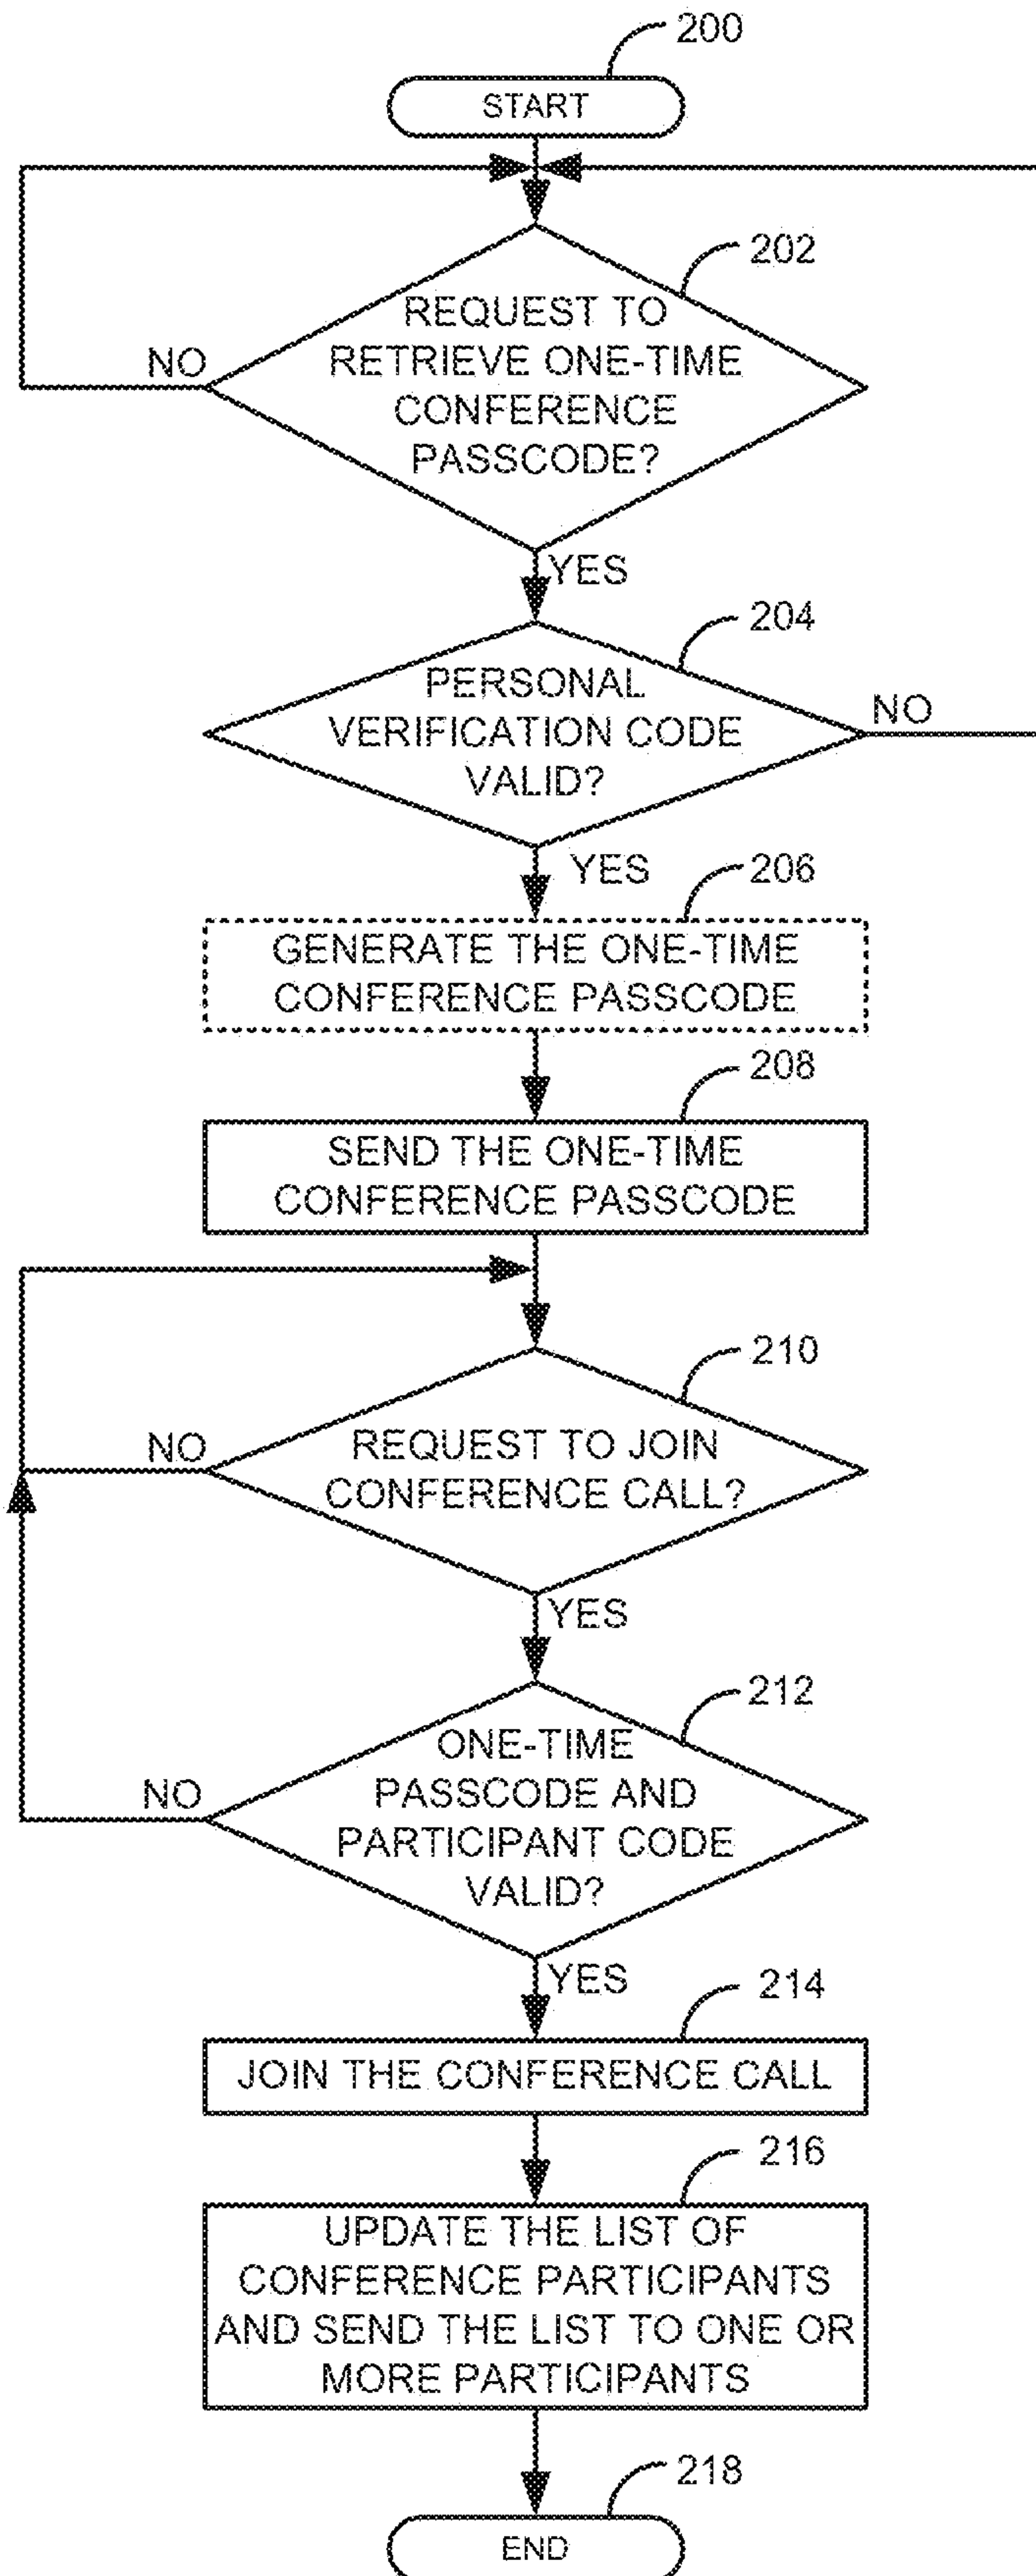 200
START
202
REQUEST TO
RETRIEVE ONE-TIME
CONFERENCE
PASSCODE?
NO
YES
204
PERSONAL
VERIFICATION CODE
VALID?
NO
YES
206
GENERATE THE ONE-TIME
CONFERENCE PASSCODE
208
SEND THE ONE-TIME
CONFERENCE PASSCODE
210
NO
REQUEST TO JOIN
CONFERENCE CALL?
YES
212
ONE-TIME
PASSCODE AND
PARTICIPANT CODE
VALID?
NO
YES
214
JOIN THE CONFERENCE CALL
216
UPDATE THE LIST OF
CONFERENCE PARTICIPANTS
AND SEND THE LIST TO ONE OR
MORE PARTICIPANTS
218
END